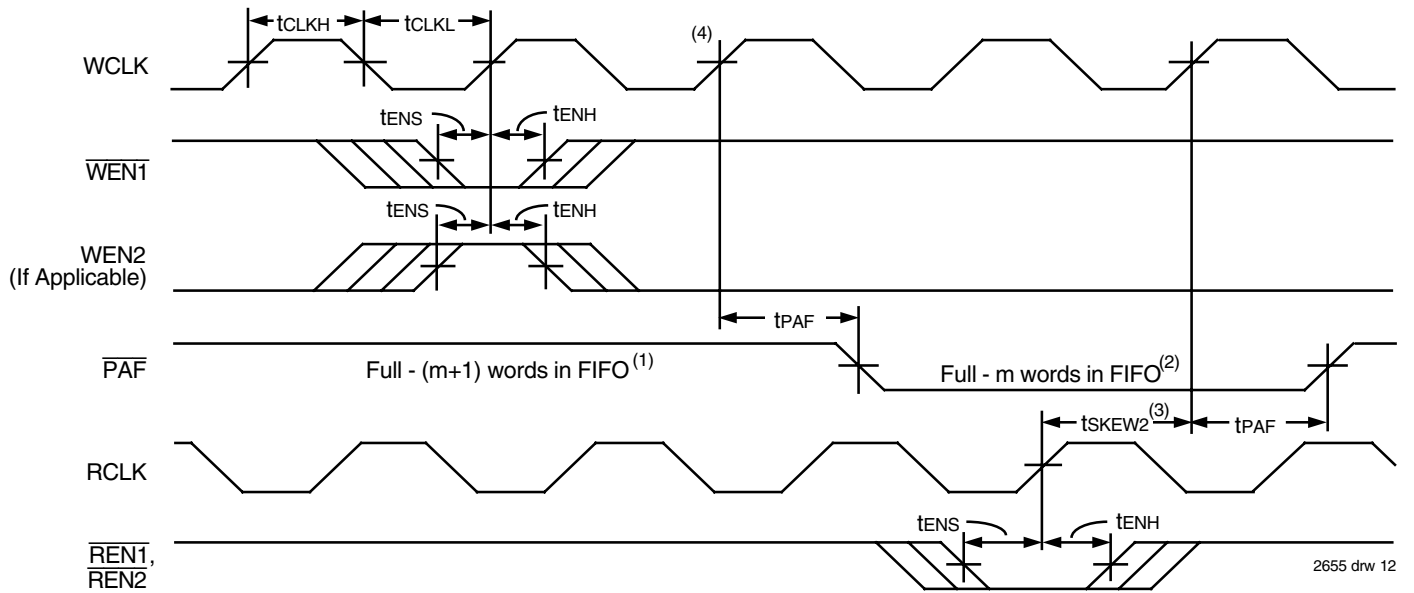 tCLKH
tCLKL
(4)
WCLK
tENS
tENH
WEN1
tENS
tENH
WEN2
(If Applicable)
tPAF
PAF
Full - (m+1) words in FIFO (1)
Full - m words in FIFO (2)
tSKEW2 (3)
tPAF
RCLK
tENS
tENH
REN1,
REN2
2655 drw 12